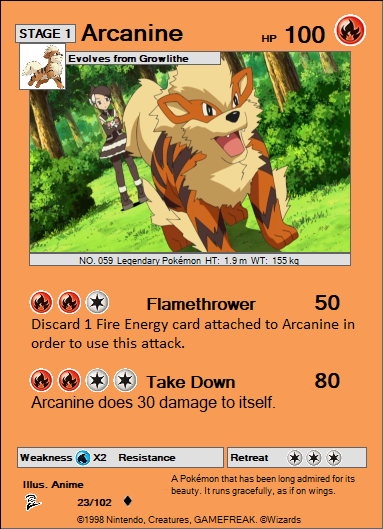 STAGE 1 Arcanine HP 100
Evolves from Growlithe
NO. 059 Legendary Pokémon HT: 1.9 m WT: 155 kg
Flamethrower 50
Discard 1 Fire Energy card attached to Arcanine in
order to use this attack.
Take Down 80
Arcanine does 30 damage to itself.
Weakness X2 Resistance Retreat
Illus. Anime
A Pokémon that has been long admired for its
beauty. It runs gracefully, as if on wings.
2
23/102
©1998 Nintendo, Creatures, GAMEFREAK. ©Wizards